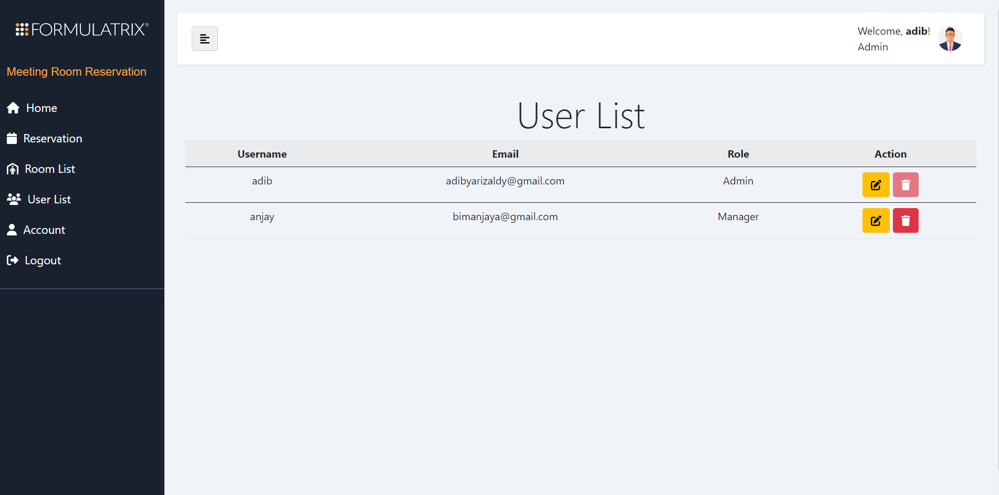 FORMULATRIX®
Meeting Room Reservation
Home
Reservation
Room List
User List
Account
Logout
Welcome, adib!
Admin
User List
Username Email Role Action
adib adibyarizaldy@gmail.com Admin
anjay bimanjaya@gmail.com Manager